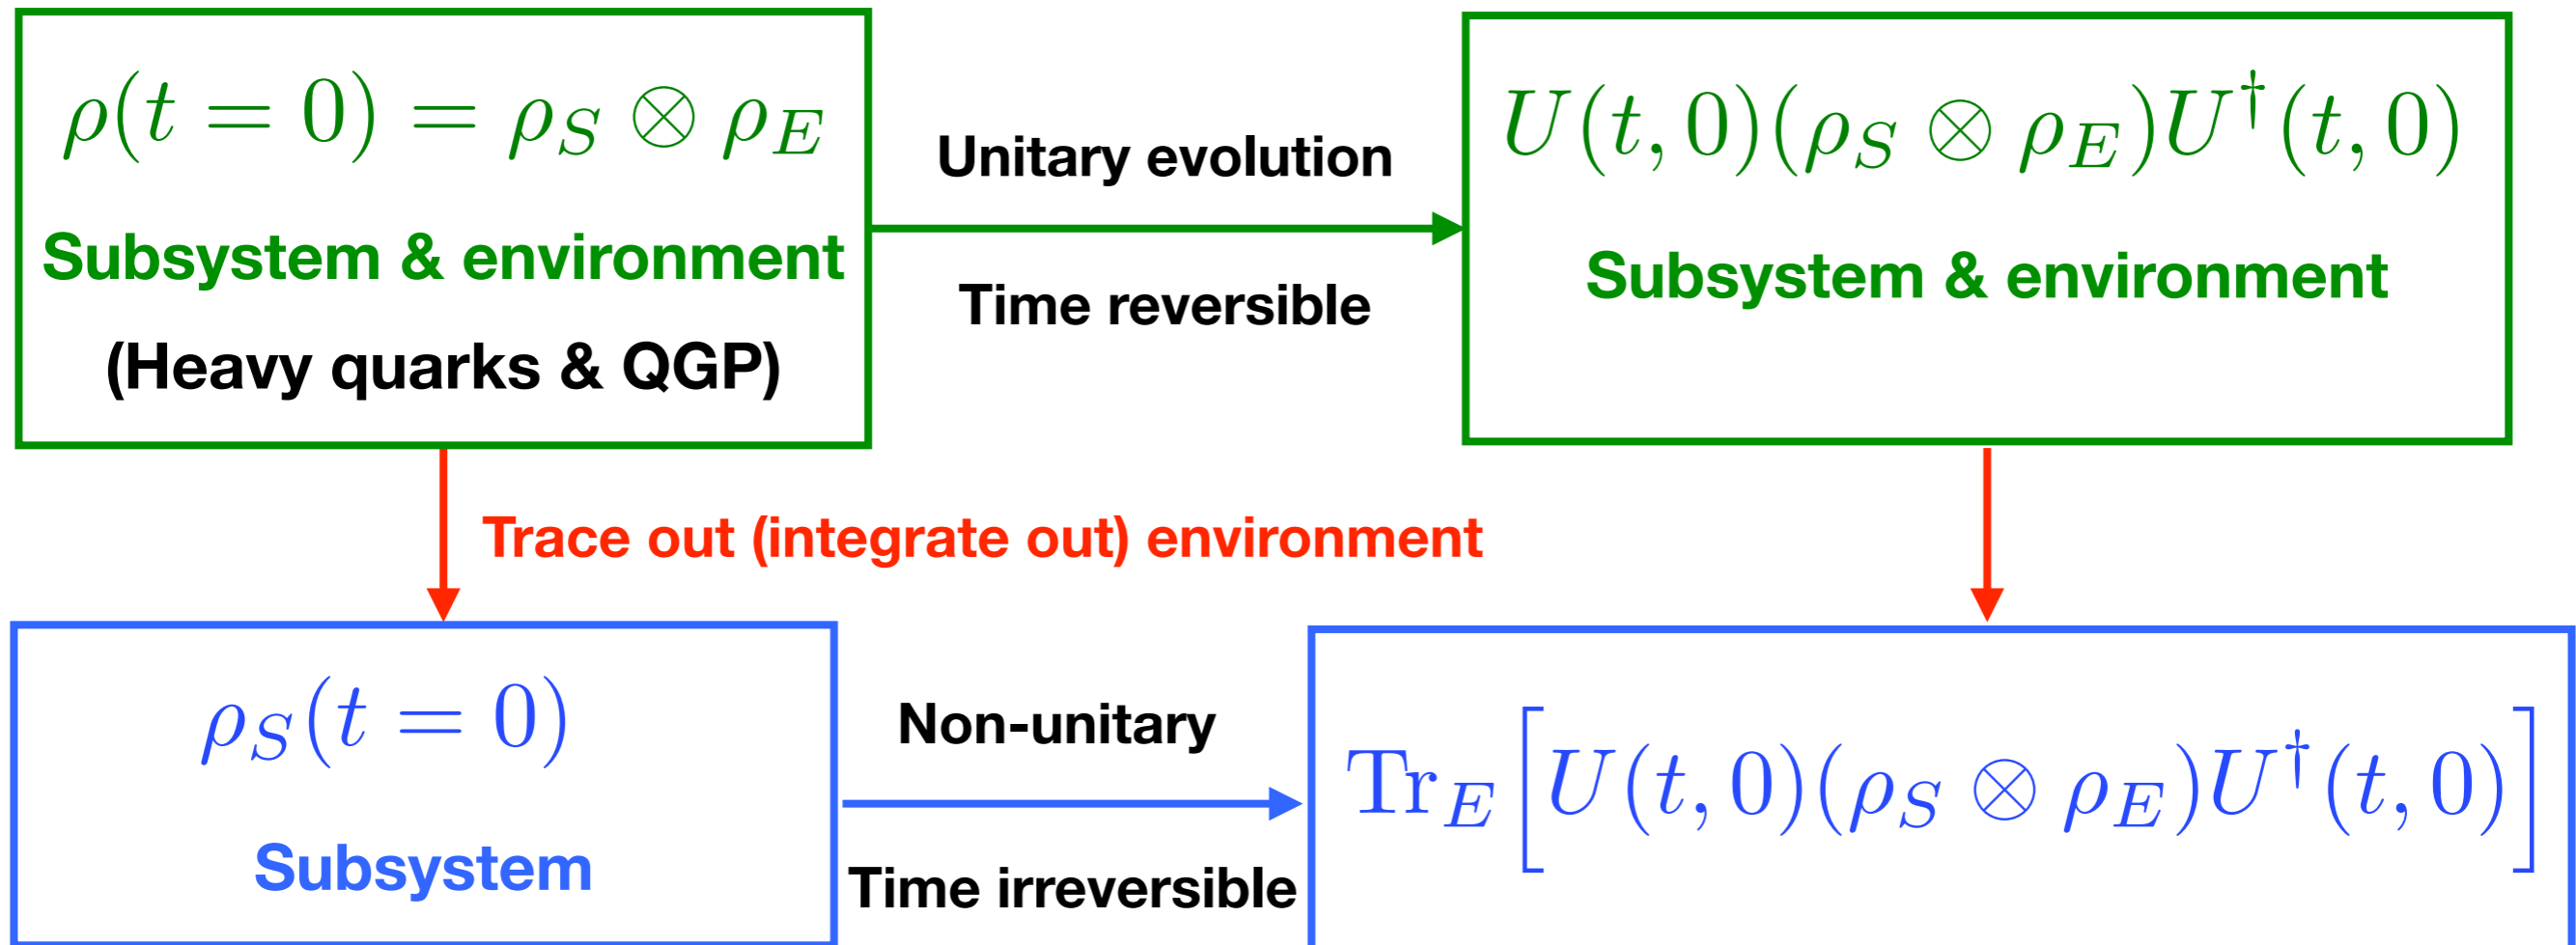 ρ(t = 0) = ρ_S ⊗ ρ_E
Subsystem & environment
(Heavy quarks & QGP)
Unitary evolution
Time reversible
U(t, 0)(ρ_S ⊗ ρ_E)U†(t, 0)
Subsystem & environment
Trace out (integrate out) environment
ρ_S(t = 0)
Subsystem
Non-unitary
Time irreversible
Tr_E[U(t, 0)(ρ_S ⊗ ρ_E)U†(t, 0)]